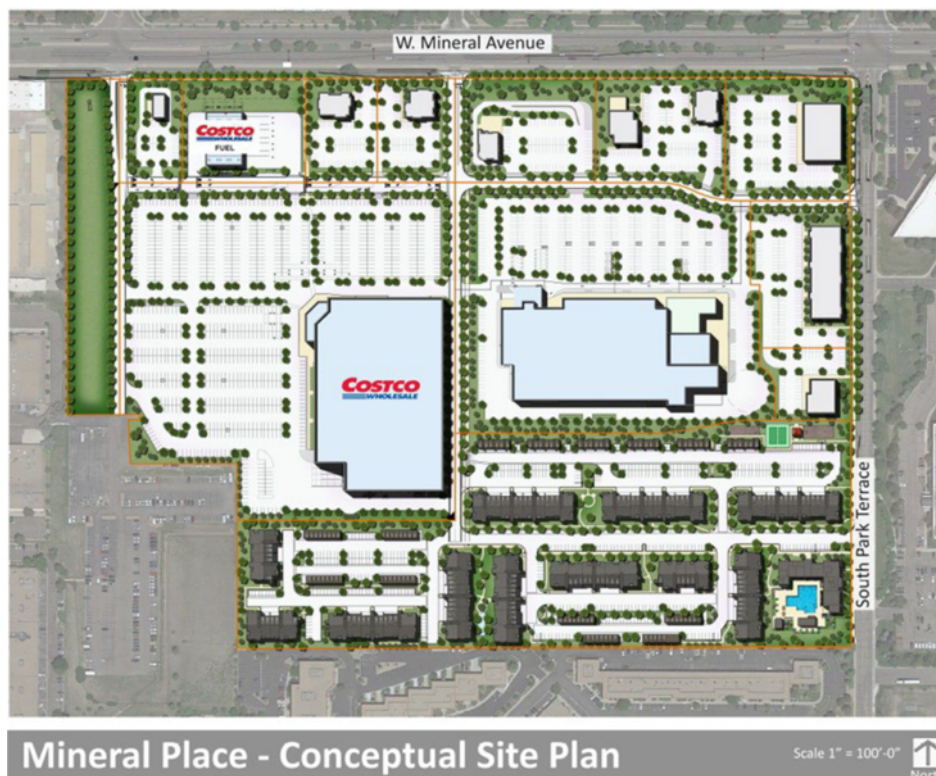 W. Mineral Avenue
COSTCO
WHOLESALE
FUEL
COSTCO
WHOLESALE
South Park Terrace
Mineral Place - Conceptual Site Plan
Scale 1" = 100'-0"
North